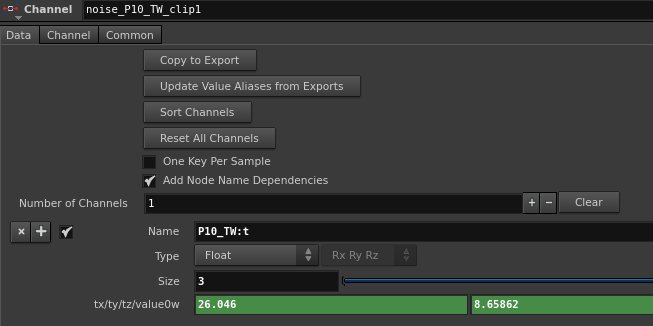 Channel noise_P10_TW_clip1
Data Channel Common
Copy to Export
Update Value Aliases from Exports
Sort Channels
Reset All Channels
One Key Per Sample
Add Node Name Dependencies
Number of Channels 1 + − Clear
× + Name P10_TW:t
Type Float Rx Ry Rz
Size 3
tx/ty/tz/value0w 26.046 8.65862